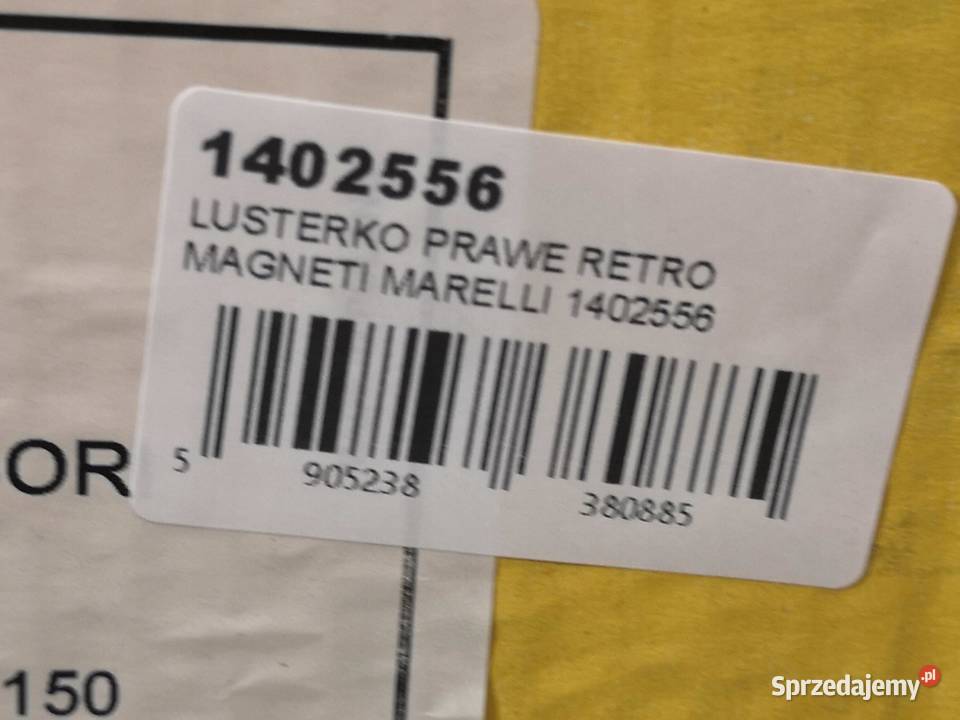 1402556
LUSTERKO PRAWE RETRO
MAGNETI MARELLI 1402556
5 905238 380885
OR
150
Sprzedajemy.pl